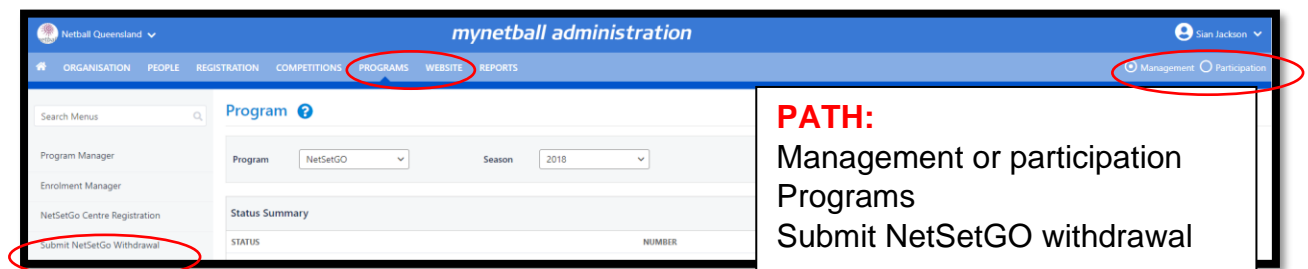 Netball Queensland
mynetball administration
Sian Jackson
ORGANISATION PEOPLE REGISTRATION COMPETITIONS PROGRAMS WEBSITE REPORTS
Management Participation
Search Menus
Program Manager
Enrolment Manager
NetSetGo Centre Registration
Submit NetSetGo Withdrawal
Program ?
Program NetSetGO Season 2018
Status Summary
STATUS NUMBER
PATH:
Management or participation
Programs
Submit NetSetGO withdrawal